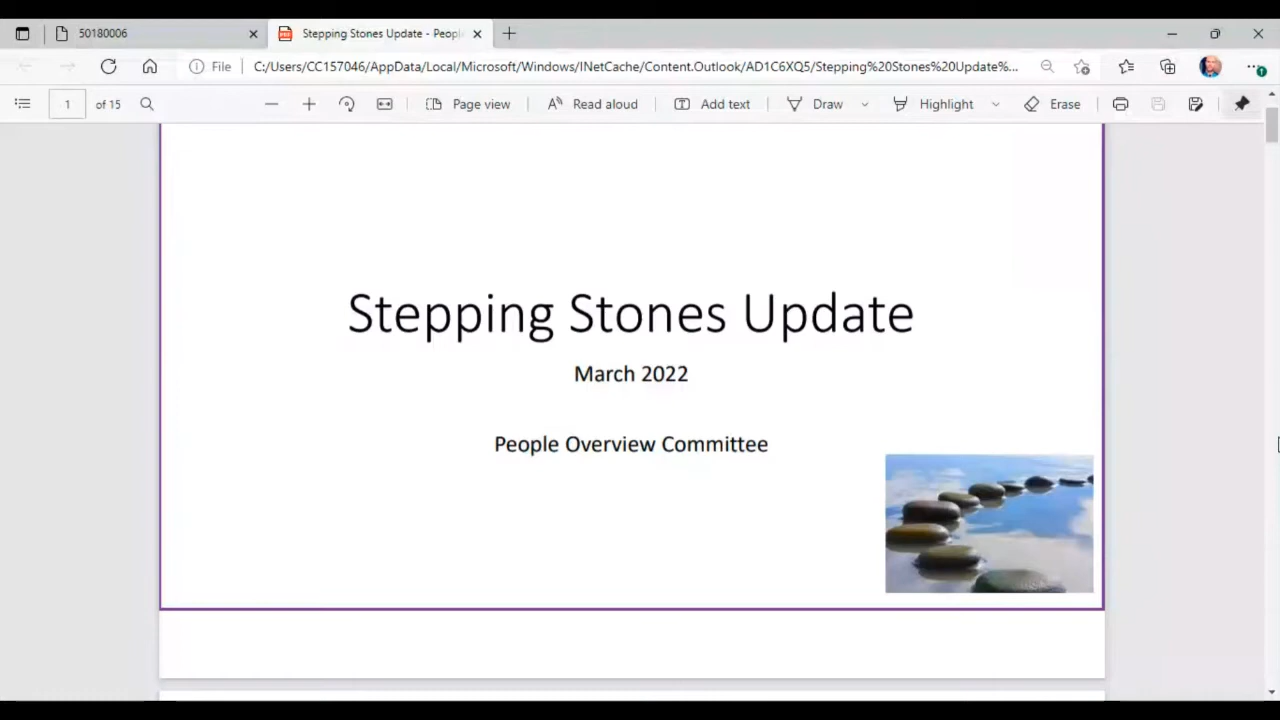 50180006
Stepping Stones Update - Peopl
File
C:/Users/CC157046/AppData/Local/Microsoft/Windows/INetCache/Content.Outlook/AD1C6XQ5/Stepping%20Stones%20Update%...
1 of 15
Page view
Read aloud
Add text
Draw
Highlight
Erase
Stepping Stones Update
March 2022
People Overview Committee